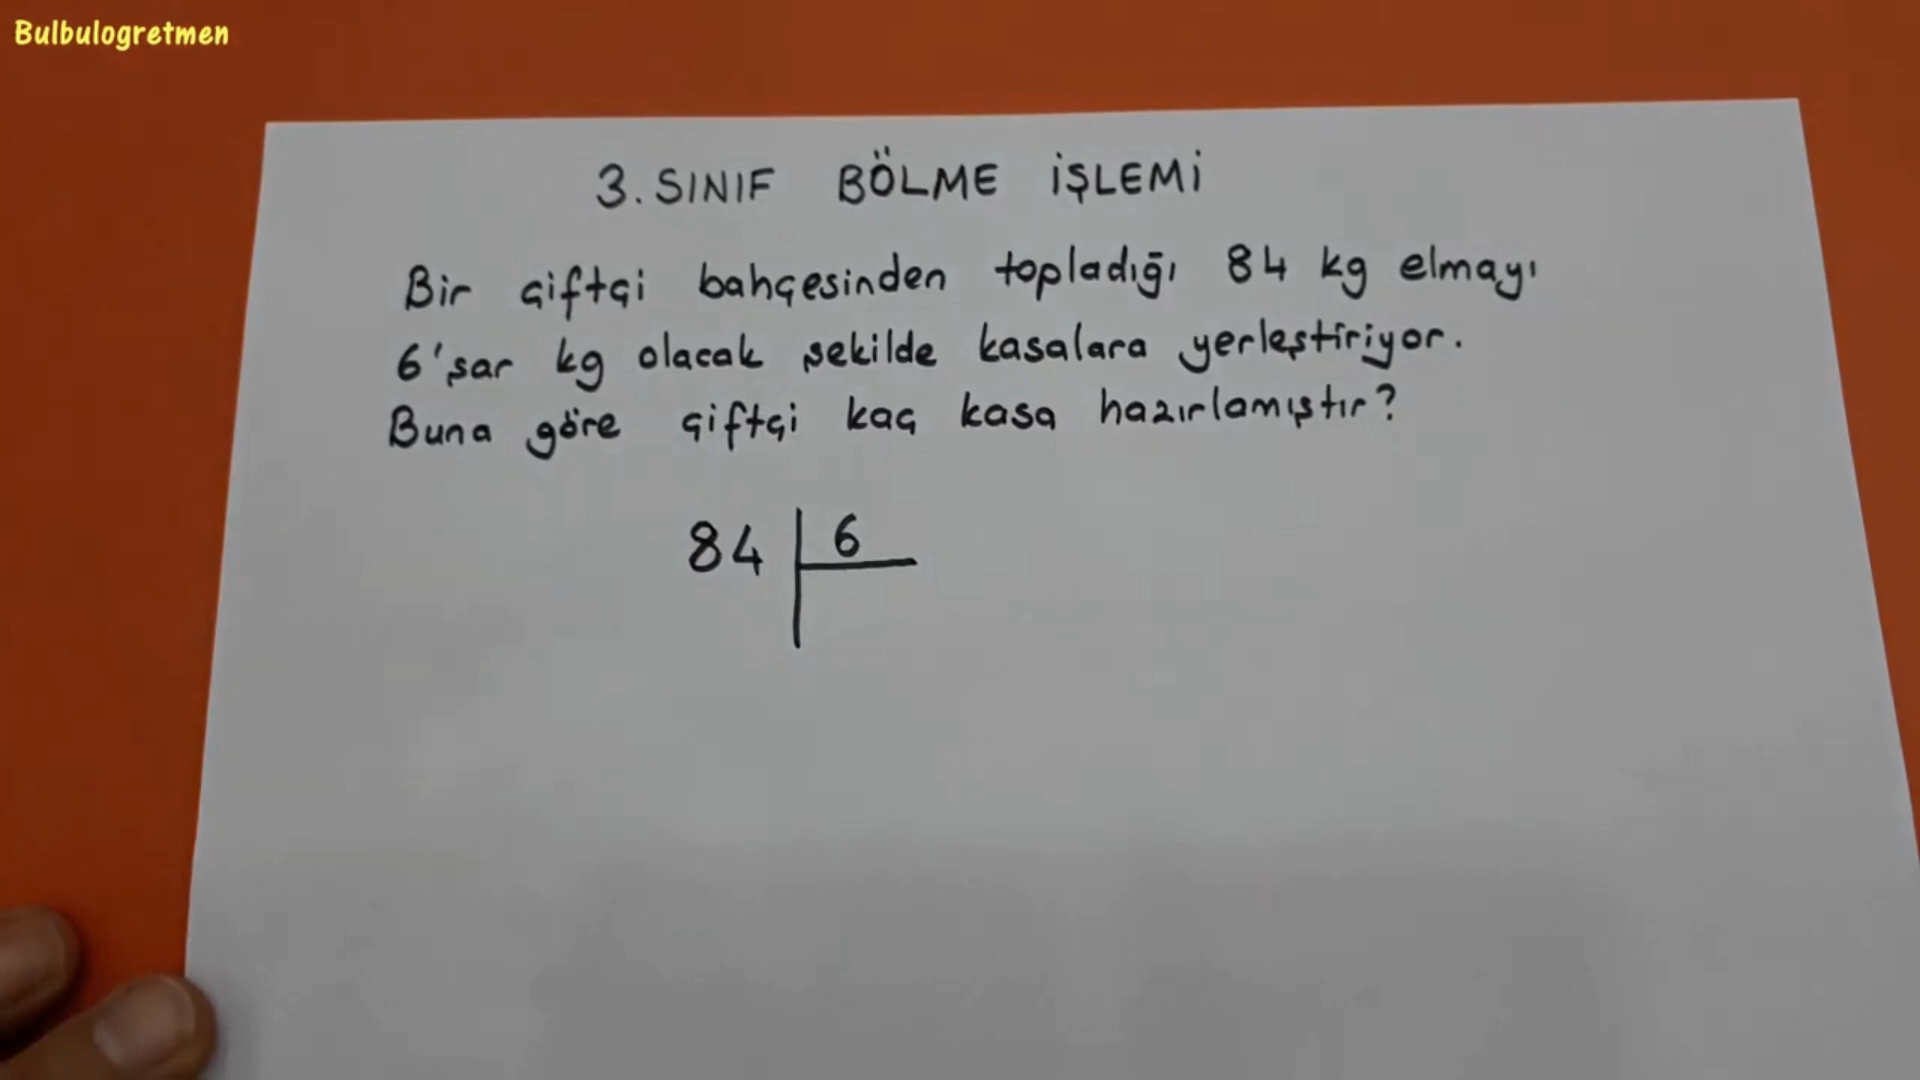 Bulbulogretmen
3. SINIF BÖLME İŞLEMİ
Bir çiftçi bahçesinden topladığı 84 kg elmayı
6'şar kg olacak şekilde kasalara yerleştiriyor.
Buna göre çiftçi kaç kasa hazırlamıştır?
84 6